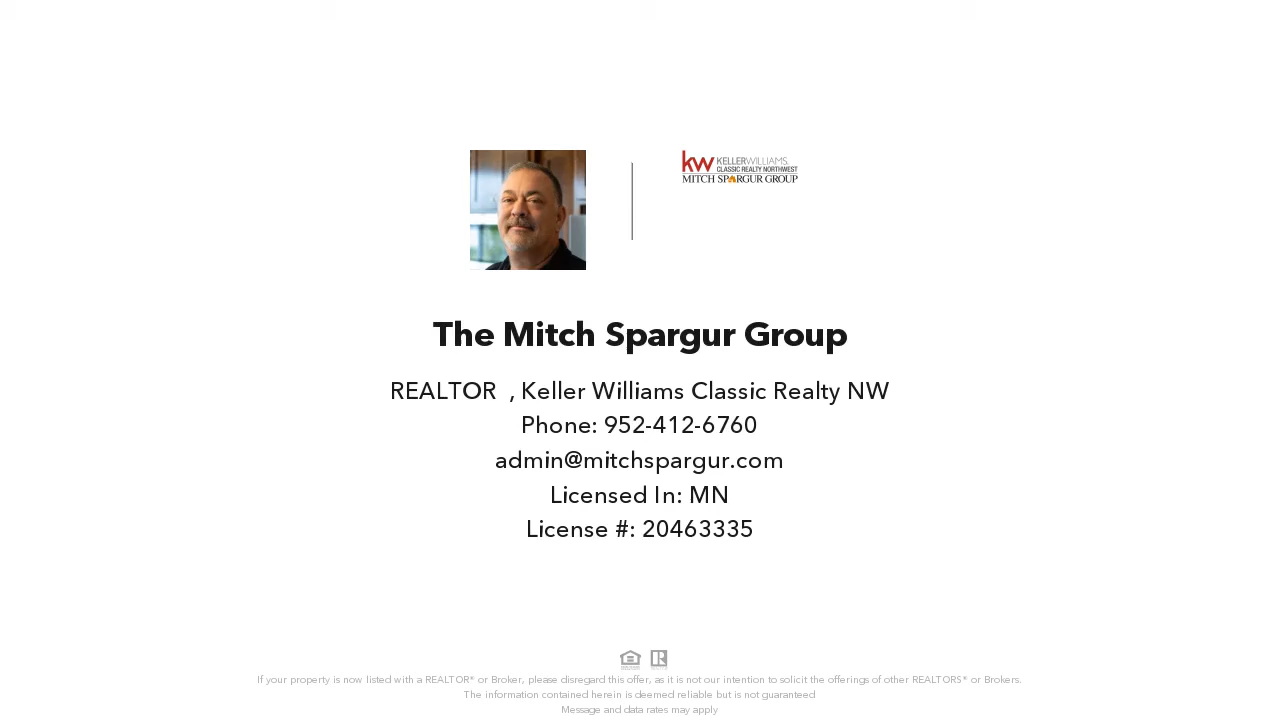 kw KELLERWILLIAMS.
CLASSIC REALTY NORTHWEST
MITCH SPARGUR GROUP
The Mitch Spargur Group
REALTOR , Keller Williams Classic Realty NW
Phone: 952-412-6760
admin@mitchspargur.com
Licensed In: MN
License #: 20463335
If your property is now listed with a REALTOR® or Broker, please disregard this offer, as it is not our intention to solicit the offerings of other REALTORS® or Brokers.
The information contained herein is deemed reliable but is not guaranteed
Message and data rates may apply